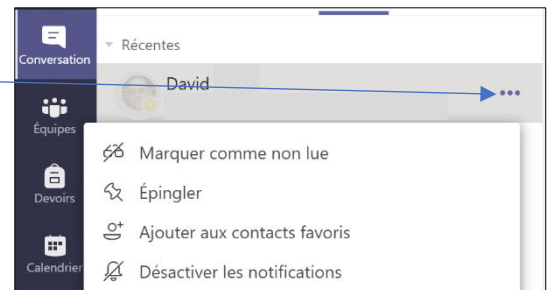 Conversation
Équipes
Devoirs
Calendrier
Récentes
David
Marquer comme non lue
Épingler
Ajouter aux contacts favoris
Désactiver les notifications